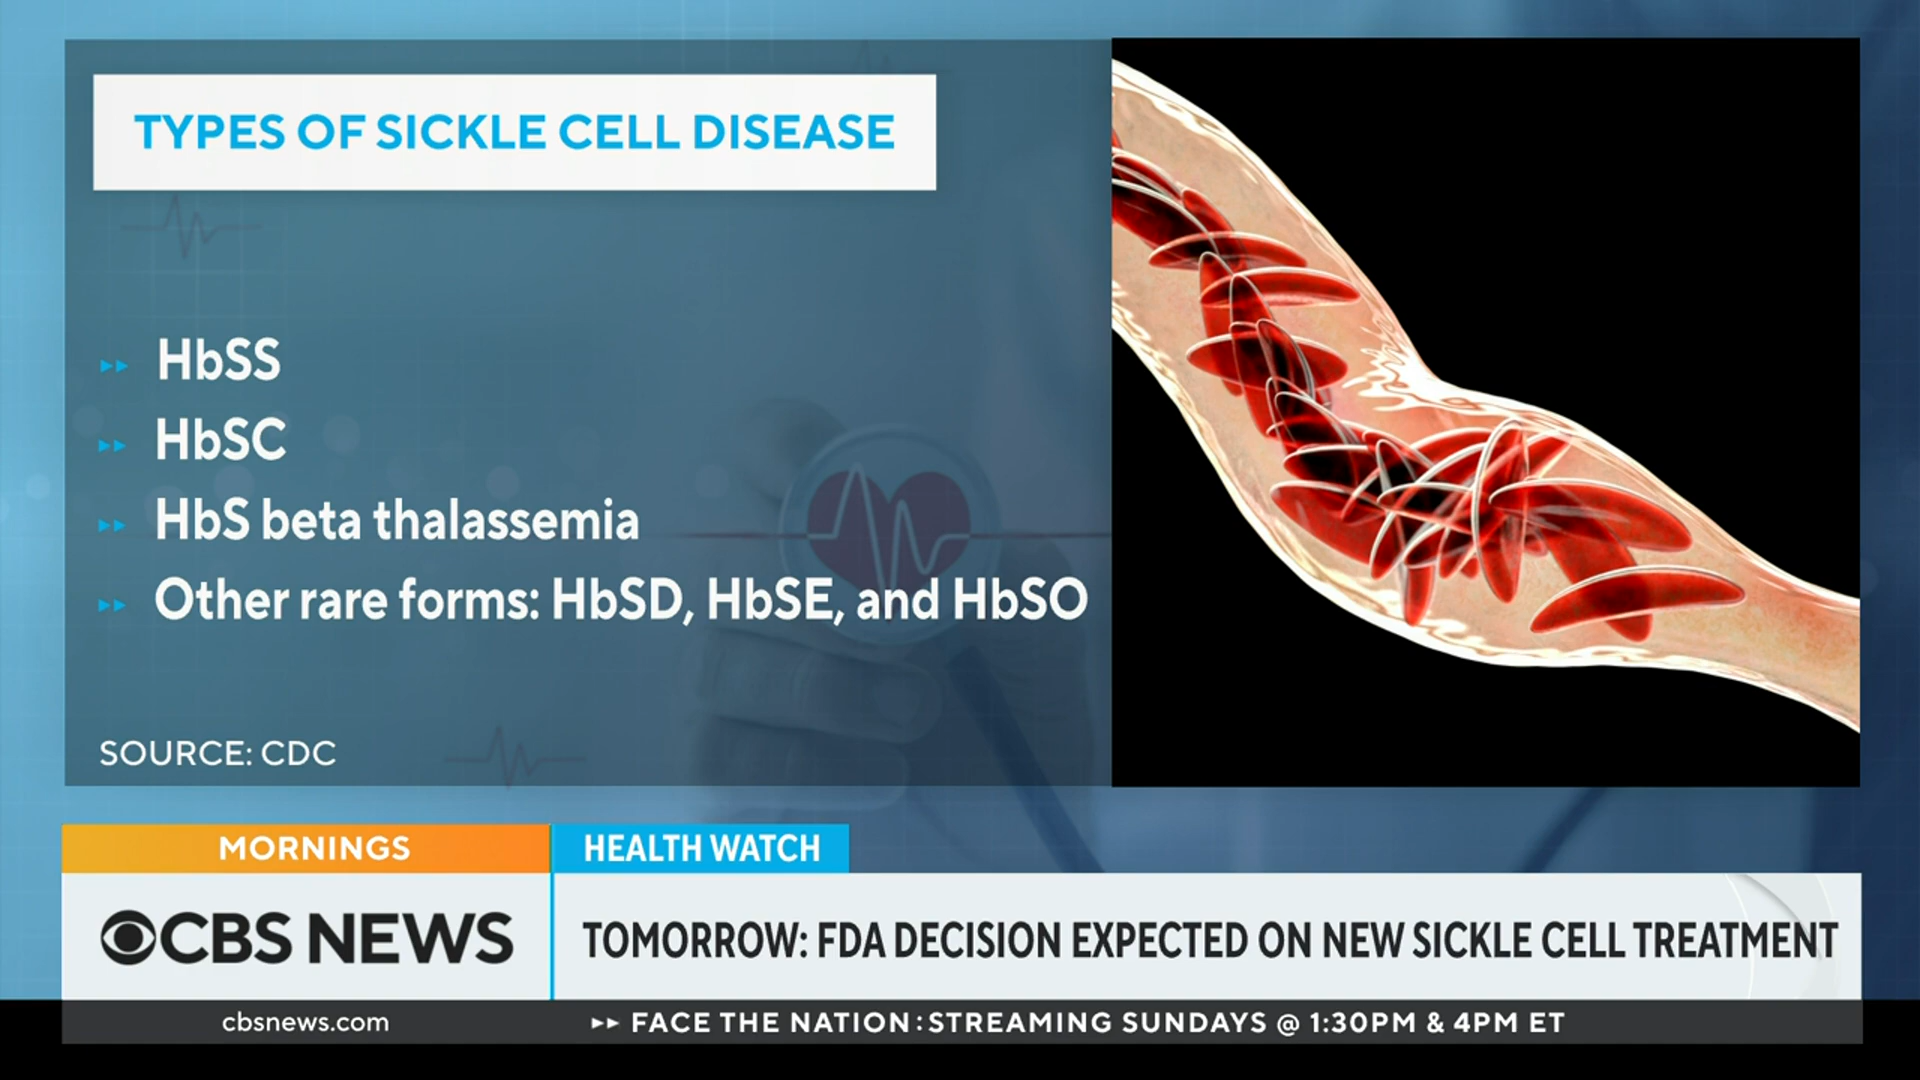 TYPES OF SICKLE CELL DISEASE
HbSS
HbSC
HbS beta thalassemia
Other rare forms: HbSD, HbSE, and HbSO
SOURCE: CDC
MORNINGS
HEALTH WATCH
CBS NEWS
TOMORROW: FDA DECISION EXPECTED ON NEW SICKLE CELL TREATMENT
cbsnews.com
FACE THE NATION: STREAMING SUNDAYS @ 1:30PM & 4PM ET